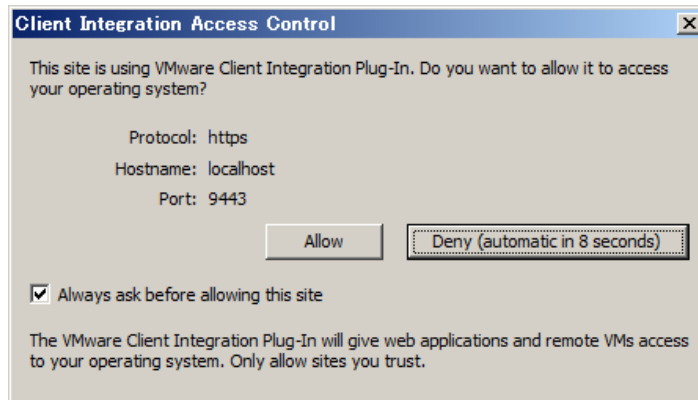 Client Integration Access Control
This site is using VMware Client Integration Plug-In. Do you want to allow it to access
your operating system?
Protocol: https
Hostname: localhost
Port: 9443
Allow
Deny (automatic in 8 seconds)
Always ask before allowing this site
The VMware Client Integration Plug-In will give web applications and remote VMs access
to your operating system. Only allow sites you trust.